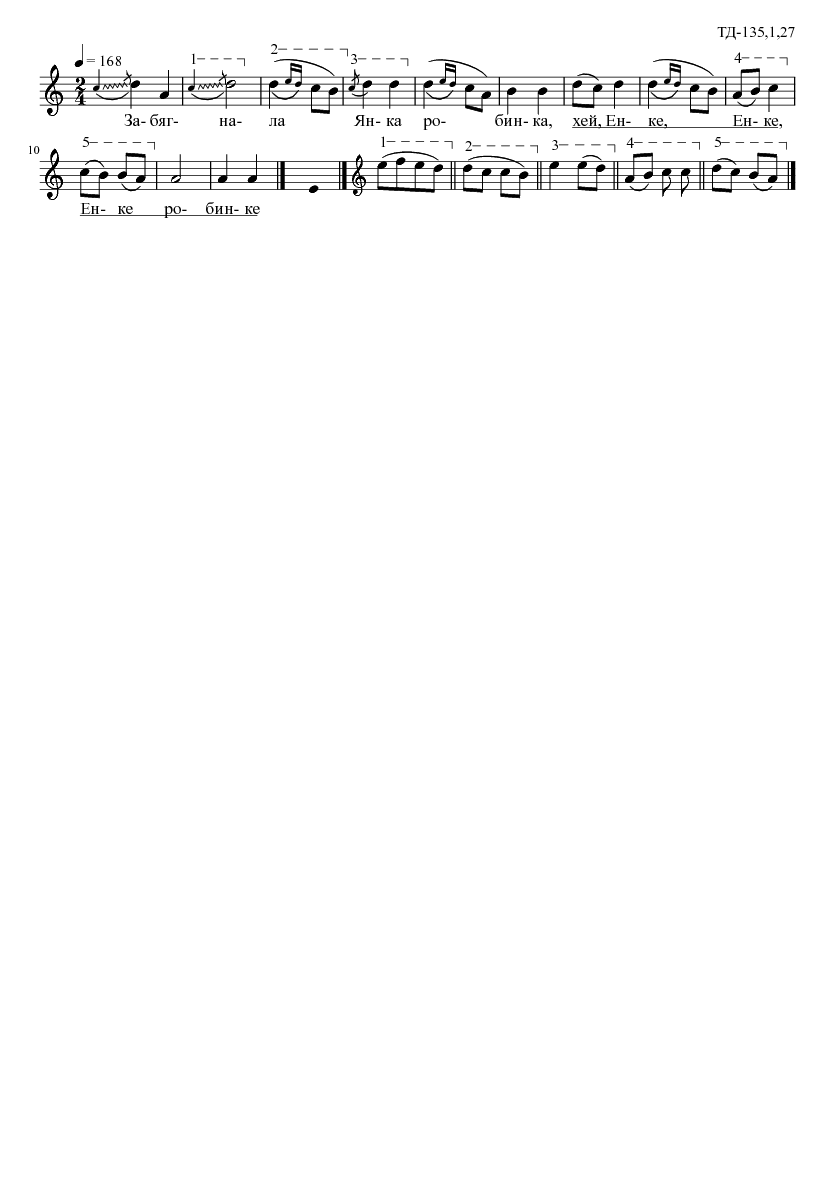 ТД-135,1,27
= 168
1 2 3 4
2 4
За- бяг- на- ла Ян- ка ро- бин- ка, хей, Ен- ке, Ен- ке,
10
5 1 2 3 4 5
Ен- ке ро- бин- ке